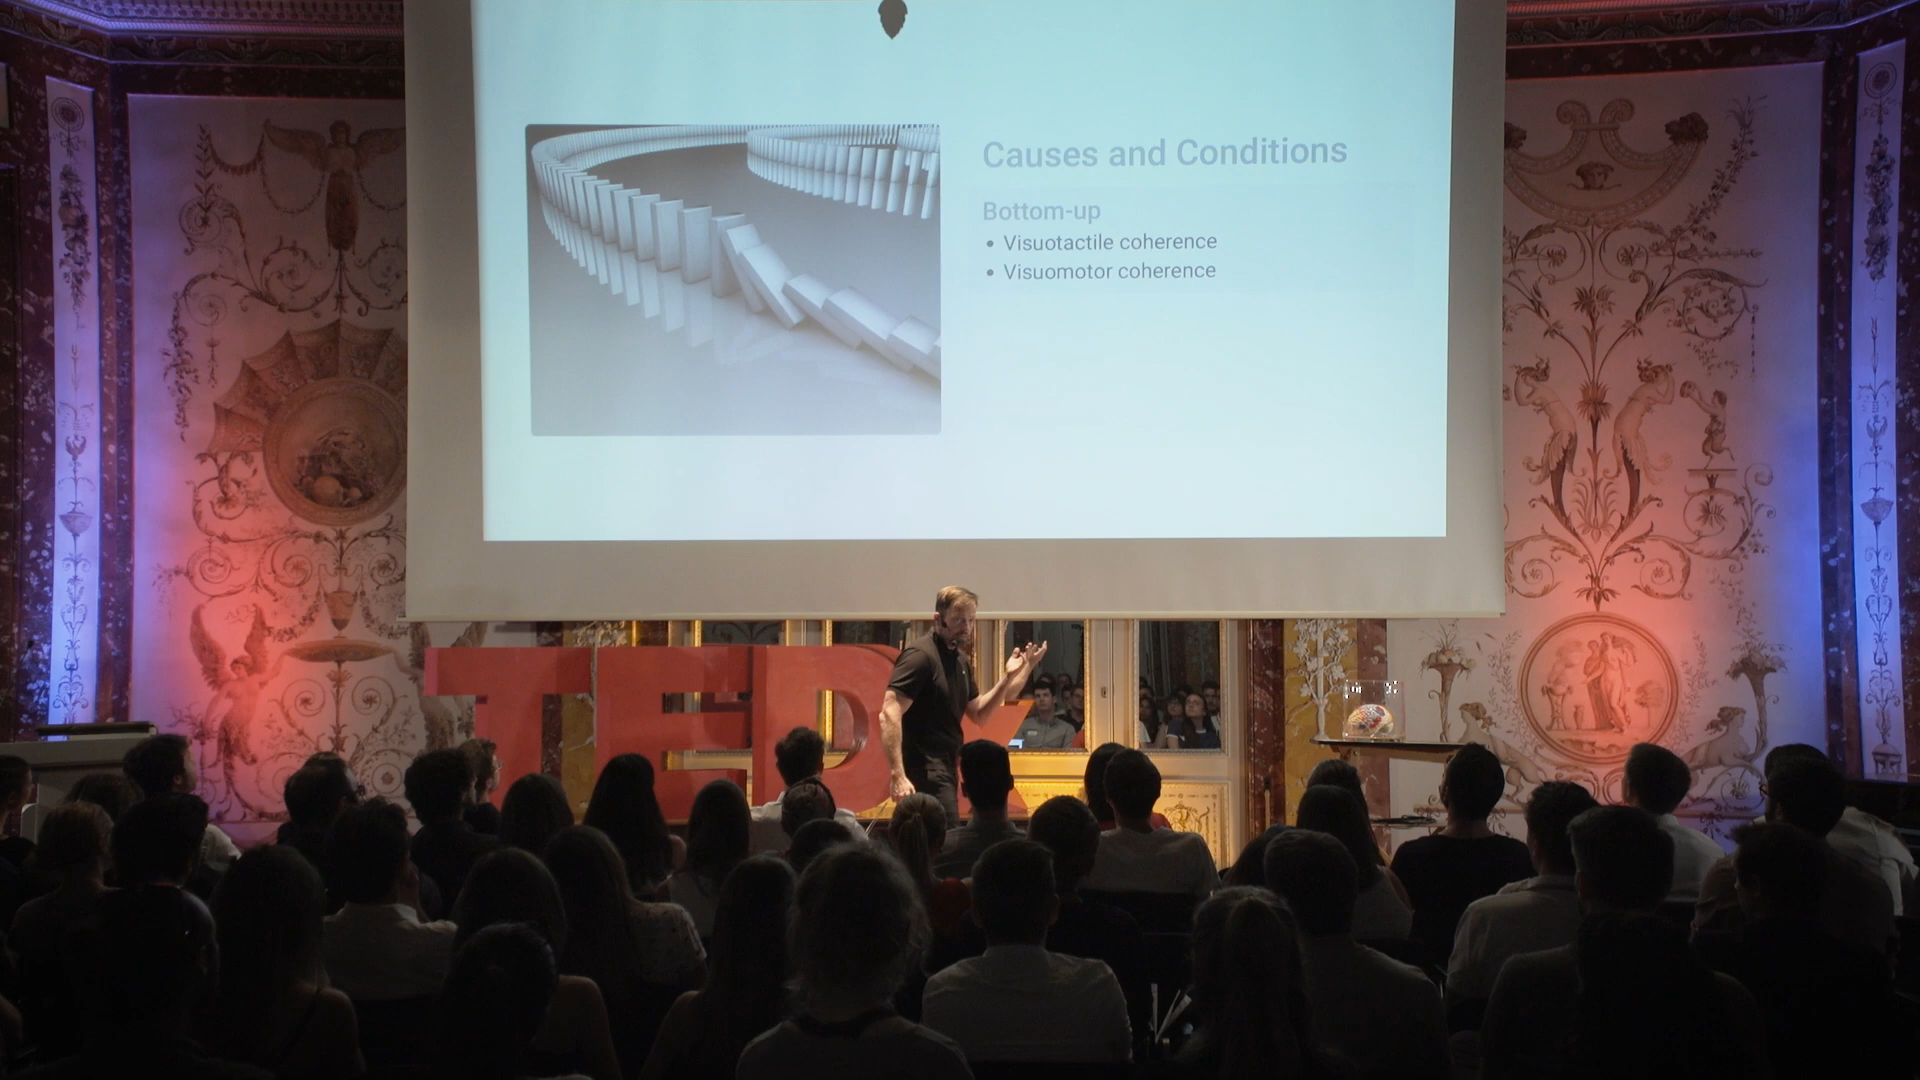 Causes and Conditions
Bottom-up
• Visuotactile coherence
• Visuomotor coherence
TEDx